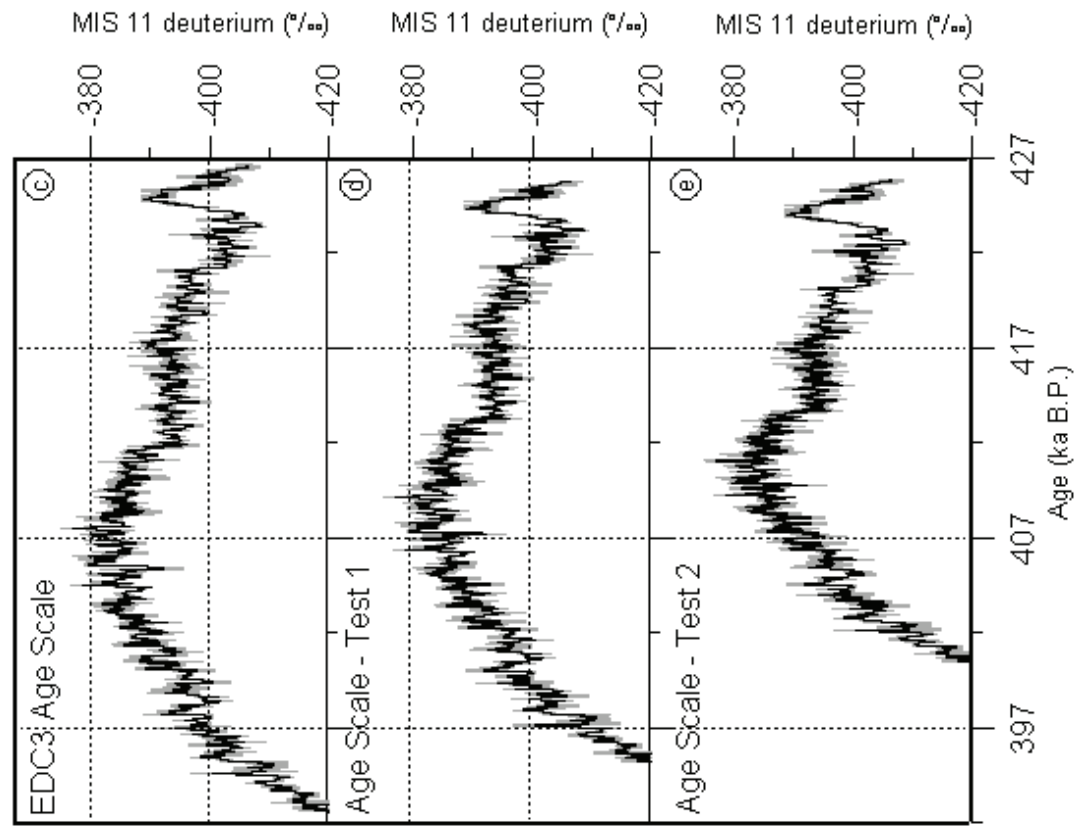 MIS 11 deuterium (°/∞)
-380
-400
-420
MIS 11 deuterium (°/∞)
-380
-400
-420
MIS 11 deuterium (°/∞)
-380
-400
-420
c
EDC3 Age Scale
d
Age Scale - Test 1
e
Age Scale - Test 2
427
417
407
397
Age (ka B.P.)